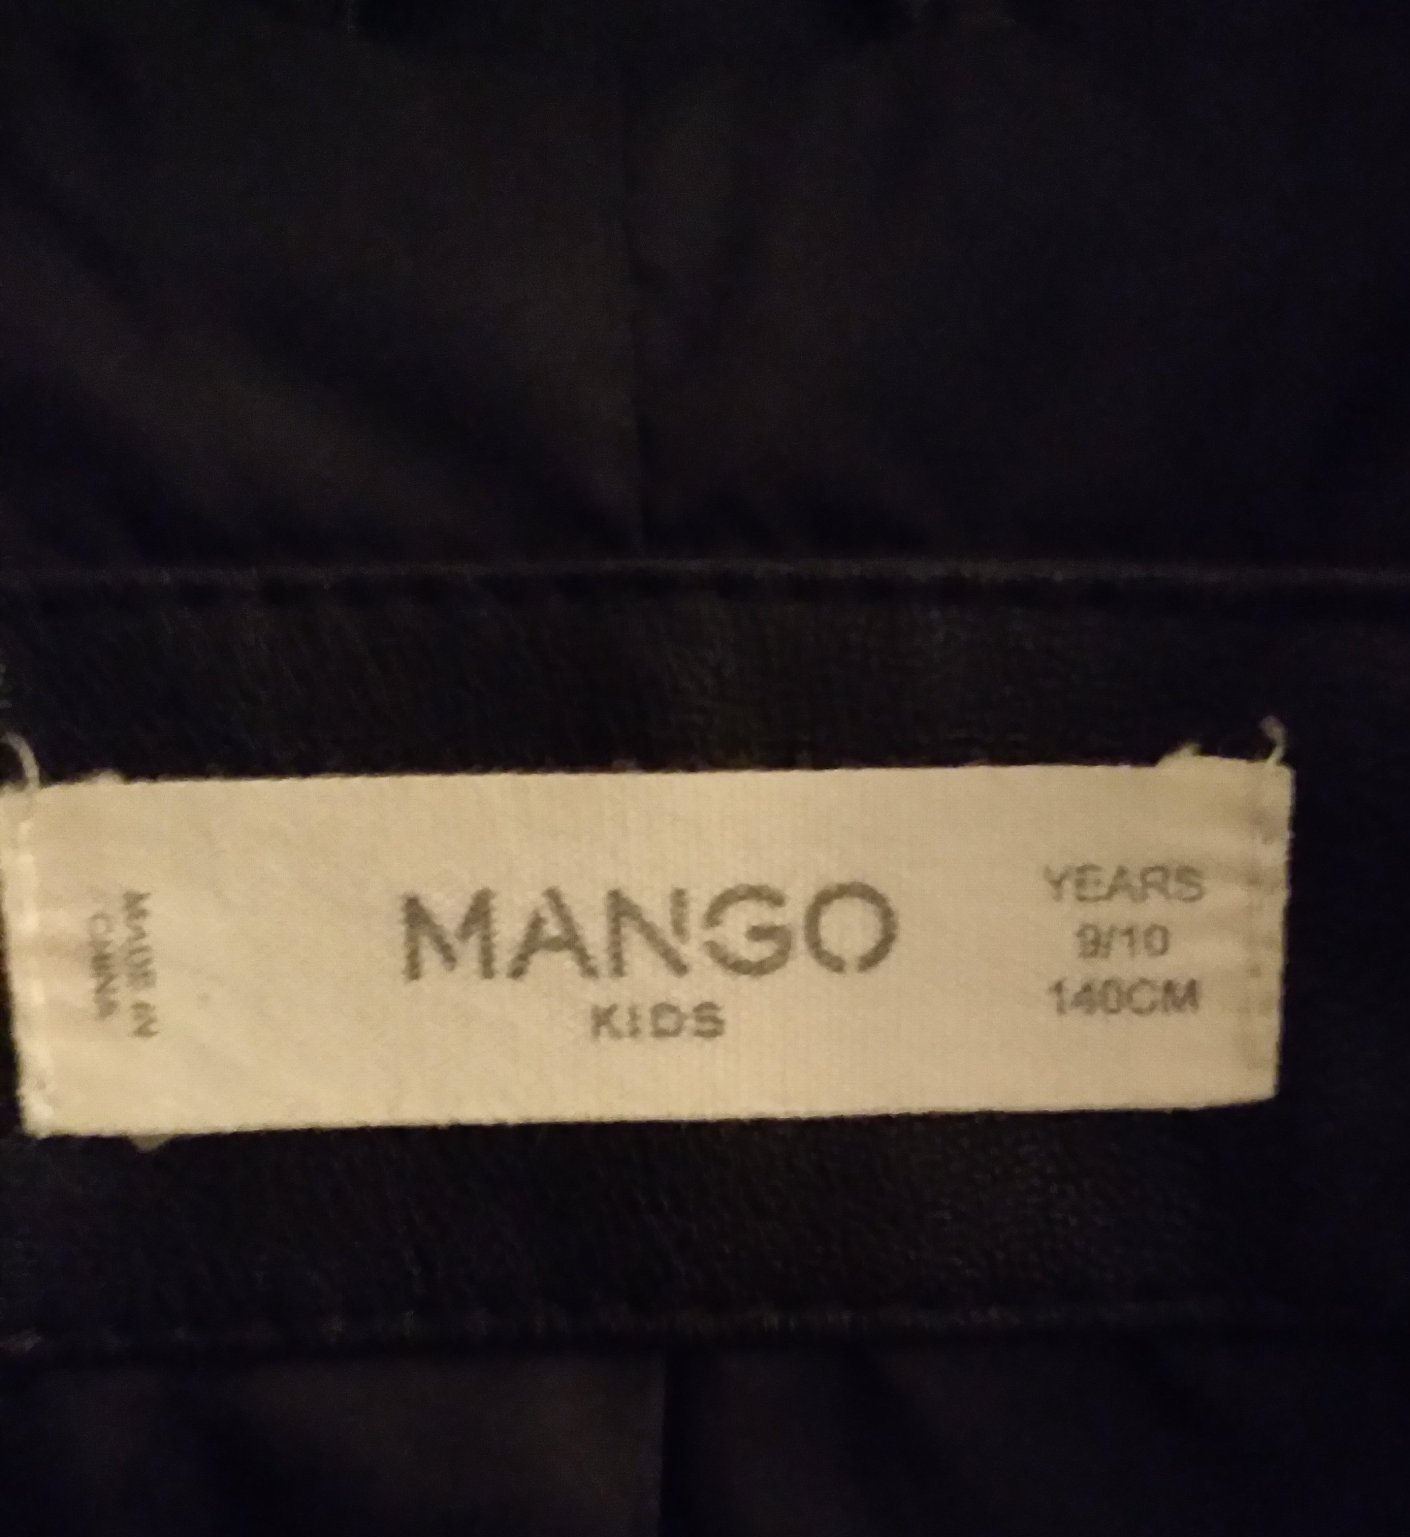 MADE IN
CHINA
MANGO
KIDS
YEARS
9/10
140CM